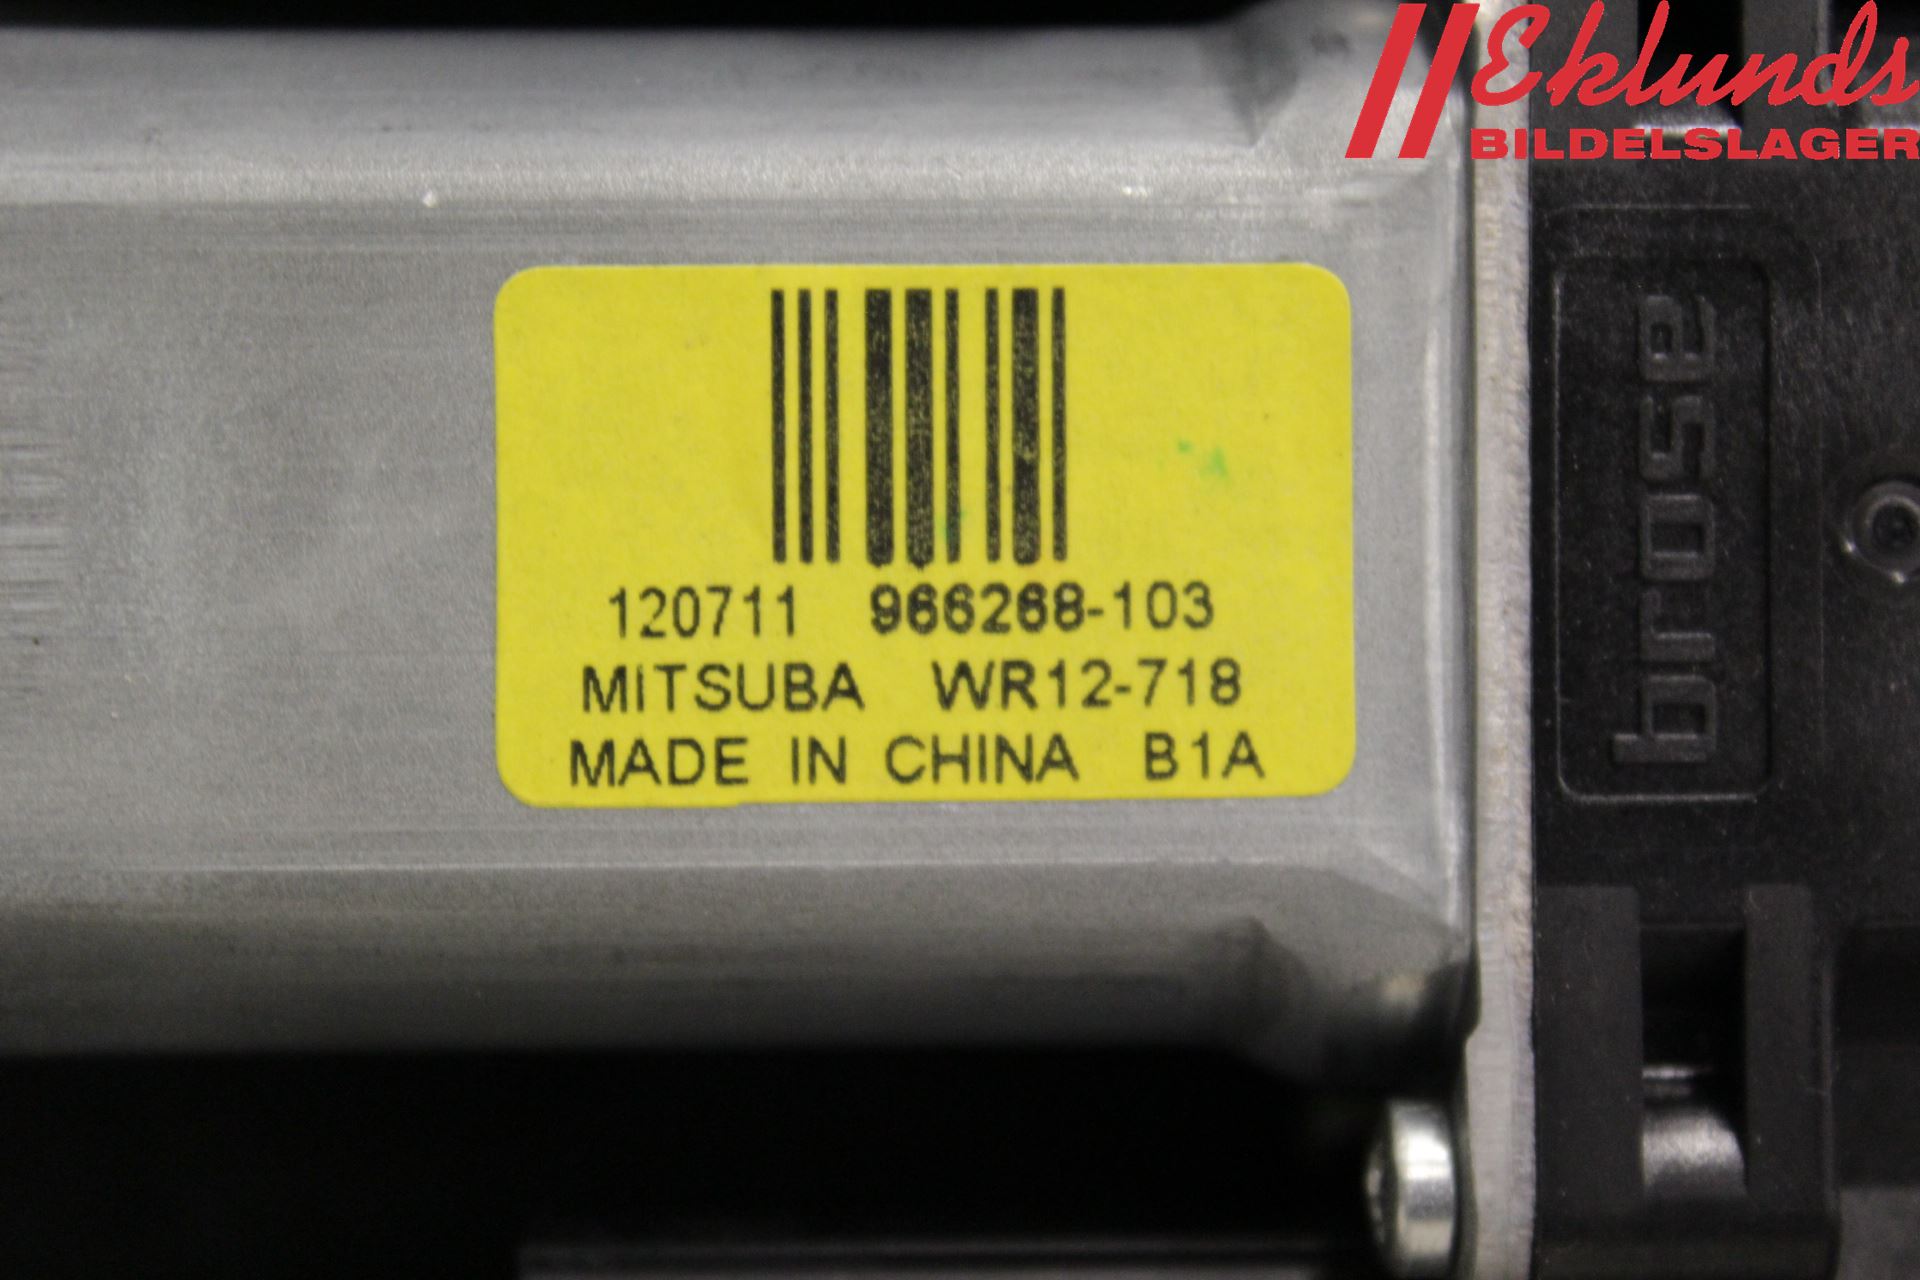 Eklunds
BILDELSLAGER
120711 966268-103
MITSUBA WR12-718
MADE IN CHINA B1A
brose